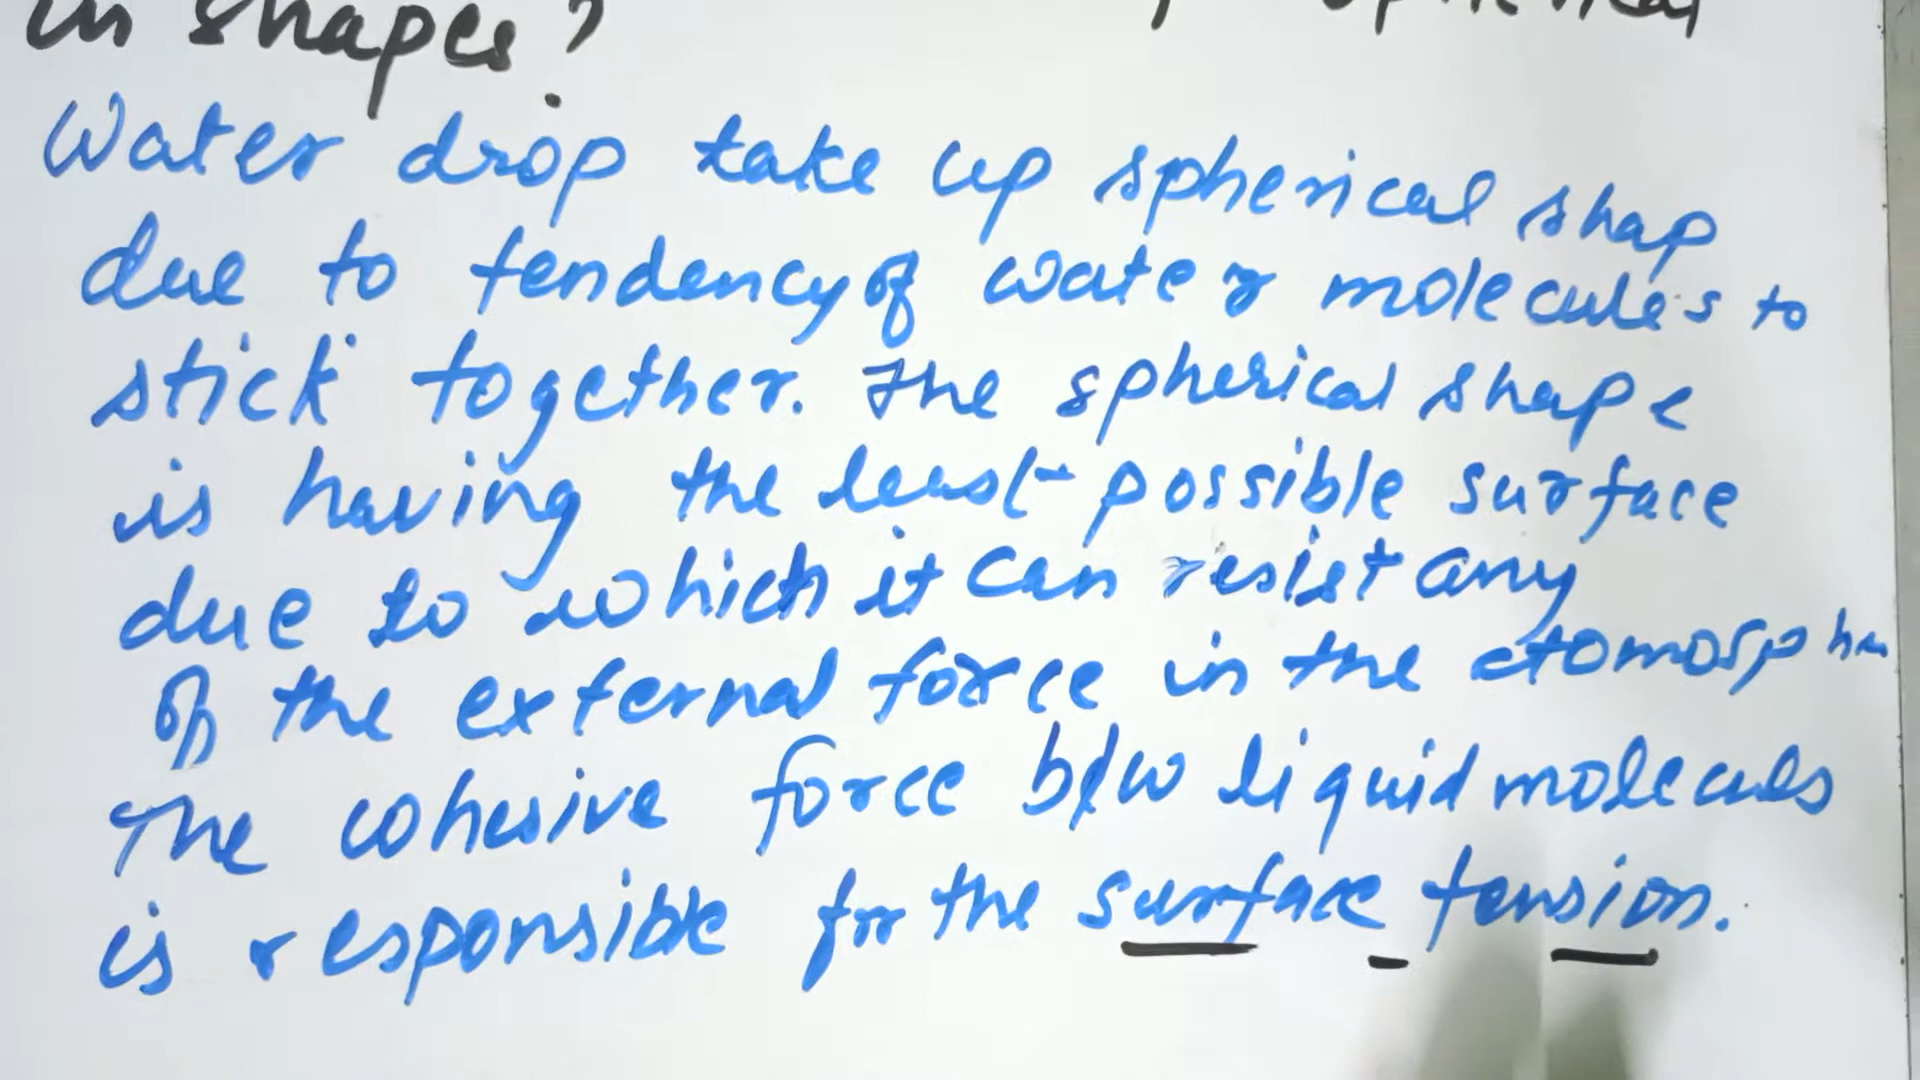 in shapes? spherical
Water drop take up spherical shap
due to tendency of water molecules to
stick together. The spherical shape
is having the least possible surface
due to which it can resist any
of the external force in the atomosphe
The cohesive force b/w liquid molecules
is responsible for the surface tension.